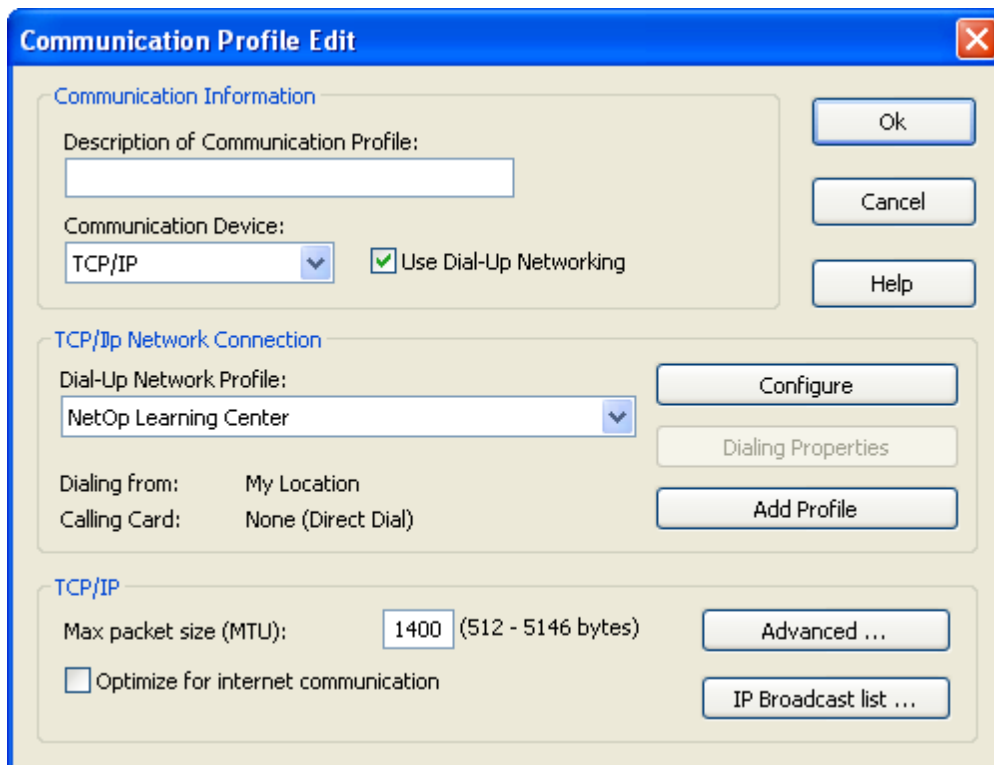 Communication Profile Edit
Communication Information
Description of Communication Profile:
Ok
Cancel
Communication Device:
TCP/IP
Use Dial-Up Networking
Help
TCP/IIp Network Connection
Dial-Up Network Profile:
Configure
NetOp Learning Center
Dialing Properties
Dialing from: My Location
Calling Card: None (Direct Dial)
Add Profile
TCP/IP
Max packet size (MTU): 1400 (512 - 5146 bytes)
Advanced ...
Optimize for internet communication
IP Broadcast list ...